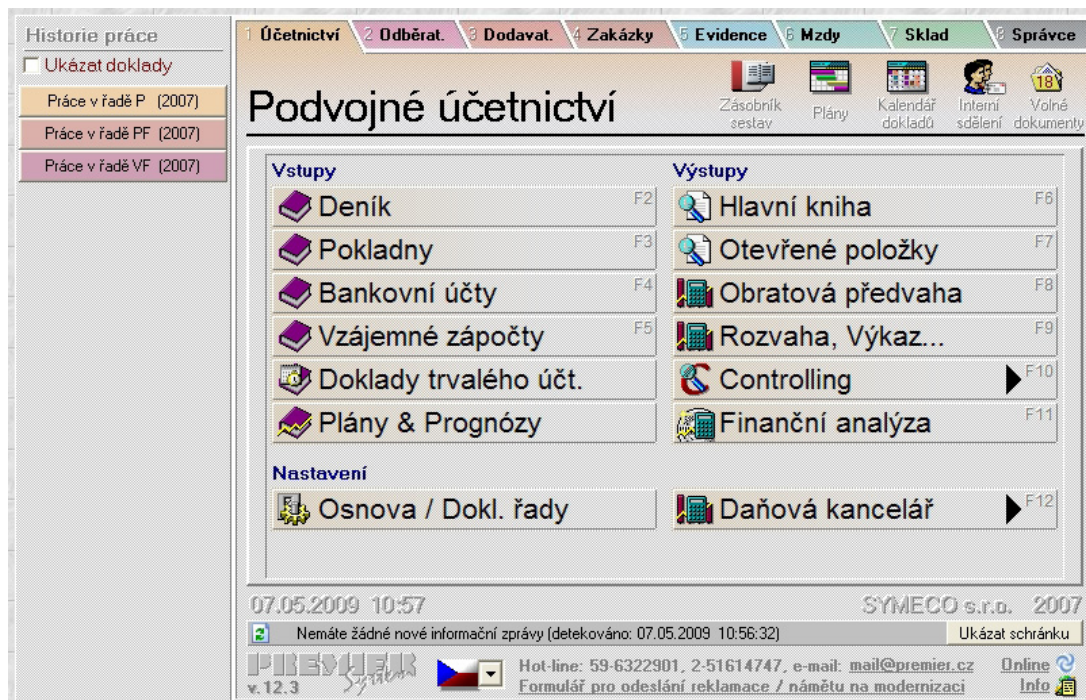 Historie práce
Ukázat doklady
Práce v řadě P (2007)
Práce v řadě PF (2007)
Práce v řadě VF (2007)
1 Účetnictví
2 Odběrat.
3 Dodavat.
4 Zakázky
5 Evidence
6 Mzdy
7 Sklad
8 Správce
Podvojné účetnictví
Zásobník sestav
Plány
Kalendář dokladů
Interní sdělení
18
Volné dokumenty
Vstupy
Deník F2
Pokladny F3
Bankovní účty F4
Vzájemné zápočty F5
Doklady trvalého účt.
Plány & Prognózy
Nastavení
Osnova / Dokl. řady
Výstupy
Hlavní kniha F6
Otevřené položky F7
Obratová předvaha F8
Rozvaha, Výkaz... F9
Controlling F10
Finanční analýza F11
Daňová kancelář F12
07.05.2009 10:57
SYMECO s.r.o. 2007
Nemáte žádné nové informační zprávy (detekováno: 07.05.2009 10:56:32)
Ukázat schránku
PREMIER
System
v.12.3
Hot-line: 59-6322901, 2-51614747, e-mail: mail@premier.cz
Formulář pro odeslání reklamace / námětu na modernizaci
Online
Info